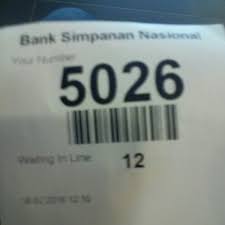 Bank Simpanan Nasional
Your Number
5026
Waiting In Line: 12